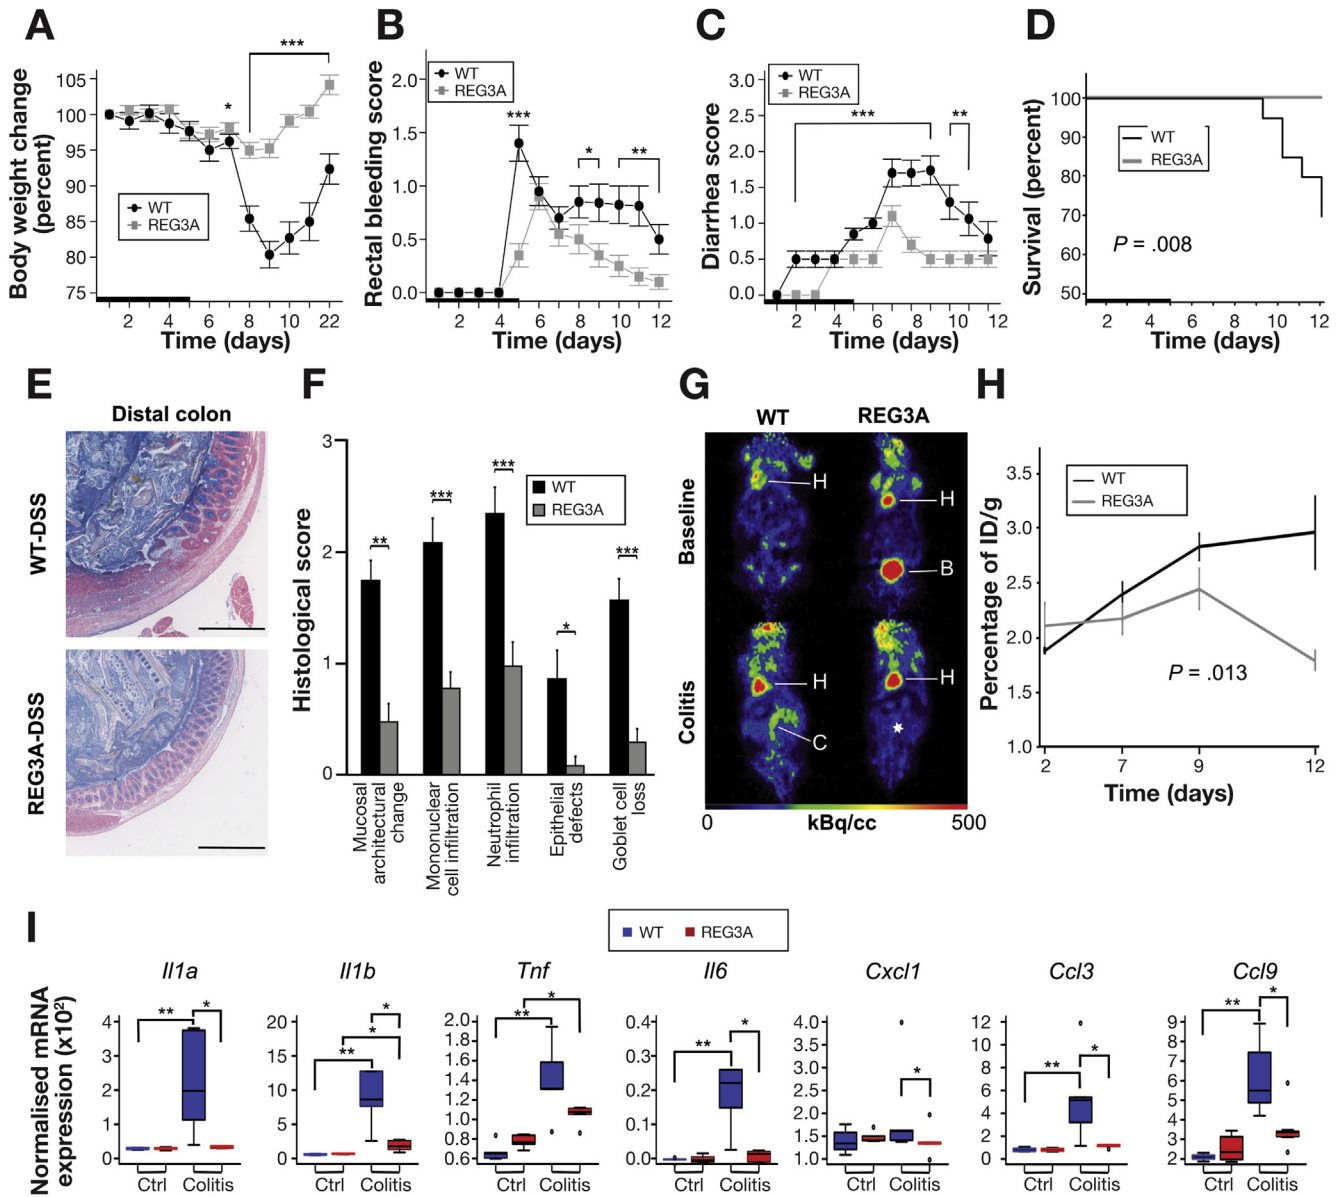 A
B
C
D
Body weight change
(percent)
105
100
95
90
85
80
75
*
***
WT
REG3A
2 4 6 8 10 22
Time (days)
Rectal bleeding score
2.0
1.5
1.0
0.5
0.0
WT
REG3A
***
*
**
2 4 6 8 10 12
Time (days)
Diarrhea score
3.0
2.5
2.0
1.5
1.0
0.5
0.0
WT
REG3A
***
**
2 4 6 8 10 12
Time (days)
Survival (percent)
100
90
80
70
60
50
WT
REG3A
P = .008
2 4 6 8 10 12
Time (days)
E
F
G
H
Distal colon
WT-DSS
REG3A-DSS
Histological score
3
2
1
0
WT
REG3A
**
***
***
*
***
Mucosal
architectural
change
Mononuclear
cell infiltration
Neutrophil
infiltration
Epithelial
defects
Goblet cell
loss
WT
REG3A
Baseline
Colitis
H
H
B
H
H
C
0 kBq/cc 500
Percentage of ID/g
3.5
3.0
2.5
2.0
1.5
1.0
WT
REG3A
P = .013
2 7 9 12
Time (days)
I
WT REG3A
Normalised mRNA
expression (x10²)
Il1a
** *
4
3
2
1
0
Ctrl Colitis
Il1b
*
*
**
20
15
10
5
0
Ctrl Colitis
Tnf
*
**
2.0
1.8
1.6
1.4
1.2
1.0
0.8
0.6
Ctrl Colitis
Il6
*
**
0.4
0.3
0.2
0.1
0.0
Ctrl Colitis
Cxcl1
*
4.0
3.5
3.0
2.5
2.0
1.5
1.0
Ctrl Colitis
Ccl3
*
**
12
10
8
6
4
2
0
Ctrl Colitis
Ccl9
*
**
9
8
7
6
5
4
3
2
Ctrl Colitis